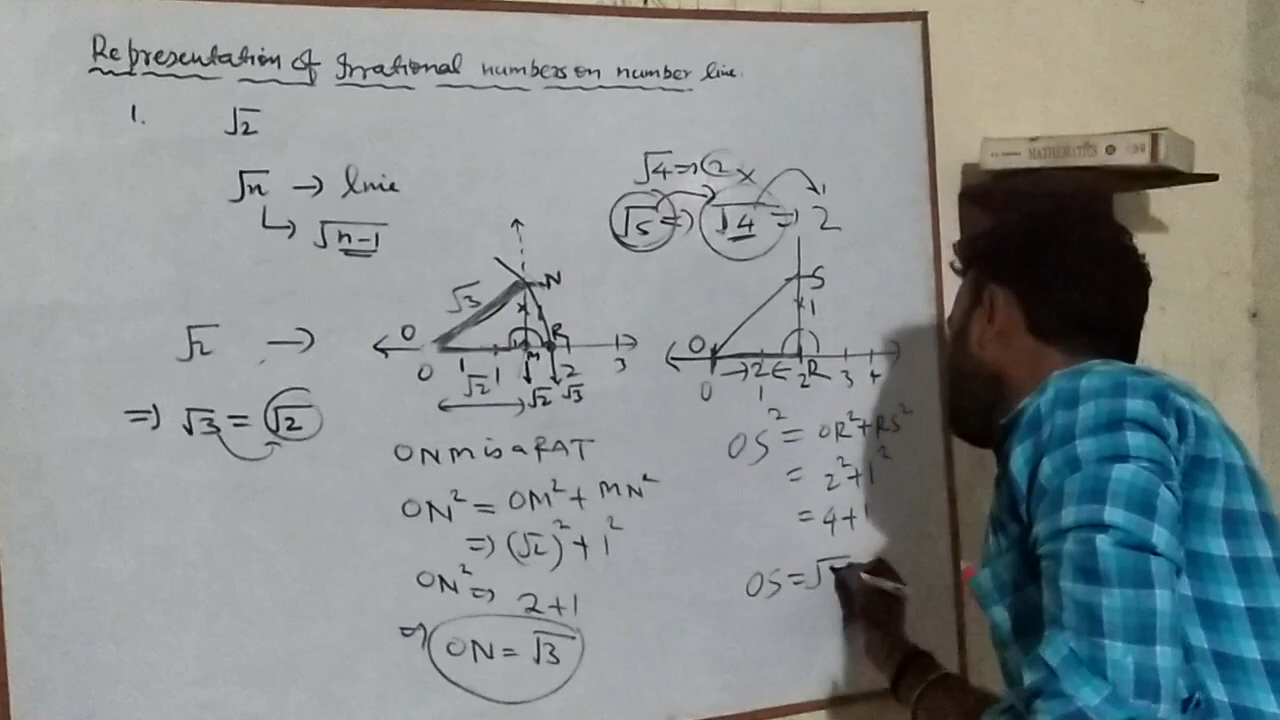 Representation of Irrational numbers on number line.
1. √2
√n → line
↳ √n-1
√2 →
⇒ √3 = √2
√3
N
O M R
0 1 1 2 3
√2 √2 √3
ONM is a RAT
ON² = OM² + MN²
⇒ (√2)² + 1²
ON² ⇒ 2+1
⇒ ON = √3
√4 ⇒ 2 ×
√5 ⇒ √4 ⇒ 2
S
1
O →2← R
0 1 2 3 4
OS² = OR² + RS²
= 2² + 1²
= 4+1
OS = √
MATHEMATICS